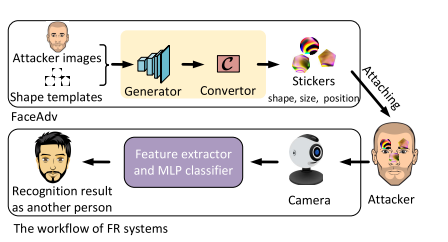 Attacker images
Shape templates
Generator
C
Convertor
Stickers
shape, size, position
FaceAdv
Attaching
Attacker
Camera
Feature extractor
and MLP classifier
Recognition result
as another person
The workflow of FR systems